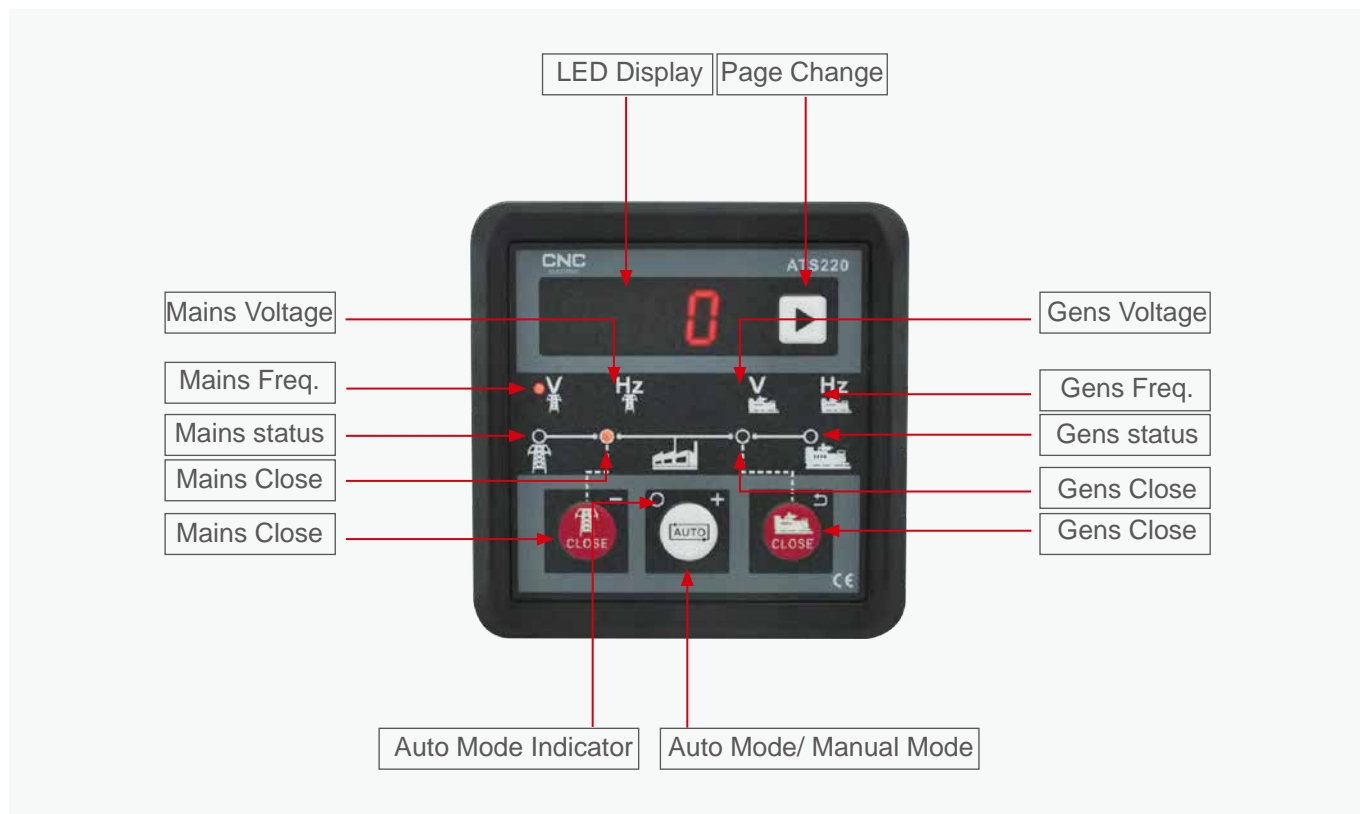 LED Display
Page Change
CNC
ELECTRIC
ATS220
0
Mains Voltage
Gens Voltage
V
Hz
V
Hz
Mains Freq.
Gens Freq.
Mains status
Gens status
Mains Close
Gens Close
Mains Close
Gens Close
− + 
CLOSE
AUTO
CLOSE
CE
Auto Mode Indicator
Auto Mode/ Manual Mode